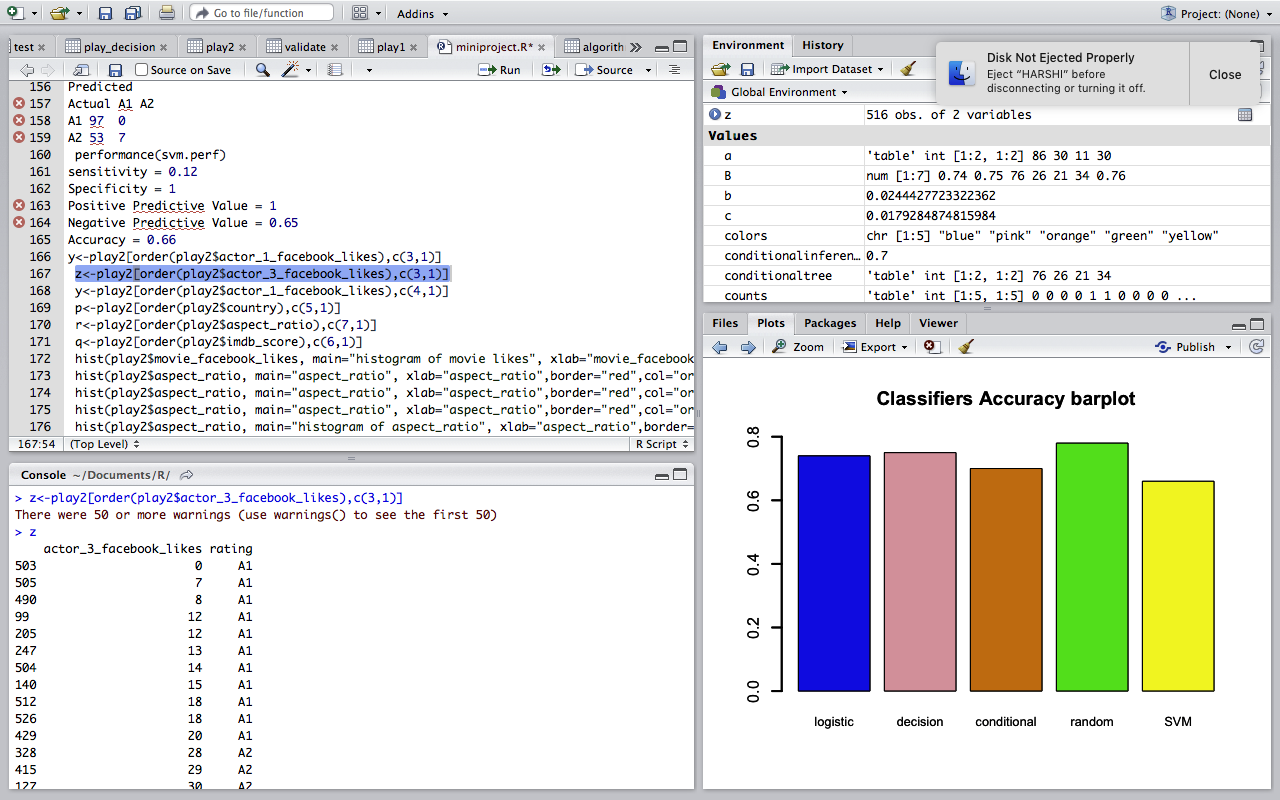 Go to file/function
Addins
Project: (None)
test
play_decision
play2
validate
play1
miniproject.R*
algorith
Source on Save
Run
Source
156 Predicted
157 Actual A1 A2
158 A1 97  0
159 A2 53  7
160  performance(svm.perf)
161 sensitivity = 0.12
162 Specificity = 1
163 Positive Predictive Value = 1
164 Negative Predictive Value = 0.65
165 Accuracy = 0.66
166 y<-play2[order(play2$actor_1_facebook_likes),c(3,1)]
167  z<-play2[order(play2$actor_3_facebook_likes),c(3,1)]
168  y<-play2[order(play2$actor_1_facebook_likes),c(4,1)]
169  p<-play2[order(play2$country),c(5,1)]
170  r<-play2[order(play2$aspect_ratio),c(7,1)]
171  q<-play2[order(play2$imdb_score),c(6,1)]
172  hist(play2$movie_facebook_likes, main="histogram of movie likes", xlab="movie_facebook
173  hist(play2$aspect_ratio, main="aspect_ratio", xlab="aspect_ratio",border="red",col="or
174  hist(play2$aspect_ratio, main="aspect_ratio", xlab="aspect_ratio",border="red",col="or
175  hist(play2$aspect_ratio, main="aspect_ratio", xlab="aspect_ratio",border="red",col="or
176  hist(play2$aspect_ratio, main="histogram of aspect_ratio", xlab="aspect_ratio",border=
167:54 (Top Level) R Script
Console ~/Documents/R/
> z<-play2[order(play2$actor_3_facebook_likes),c(3,1)]
There were 50 or more warnings (use warnings() to see the first 50)
> z
actor_3_facebook_likes rating
503 0 A1
505 7 A1
490 8 A1
99 12 A1
205 12 A1
247 13 A1
504 14 A1
140 15 A1
512 18 A1
526 18 A1
429 20 A1
328 28 A2
415 29 A2
127 30 A2
Environment History
Import Dataset
Global Environment
Disk Not Ejected Properly
Eject “HARSHI” before
disconnecting or turning it off.
Close
z 516 obs. of 2 variables
Values
a 'table' int [1:2, 1:2] 86 30 11 30
B num [1:7] 0.74 0.75 76 26 21 34 0.76
b 0.0244427723322362
c 0.0179284874815984
colors chr [1:5] "blue" "pink" "orange" "green" "yellow"
conditionalinferen… 0.7
conditionaltree 'table' int [1:2, 1:2] 76 26 21 34
counts 'table' int [1:5, 1:5] 0 0 0 0 1 1 0 0 0 0 ...
Files Plots Packages Help Viewer
Zoom Export Publish
Classifiers Accuracy barplot
0.8
0.6
0.4
0.2
0.0
logistic decision conditional random SVM